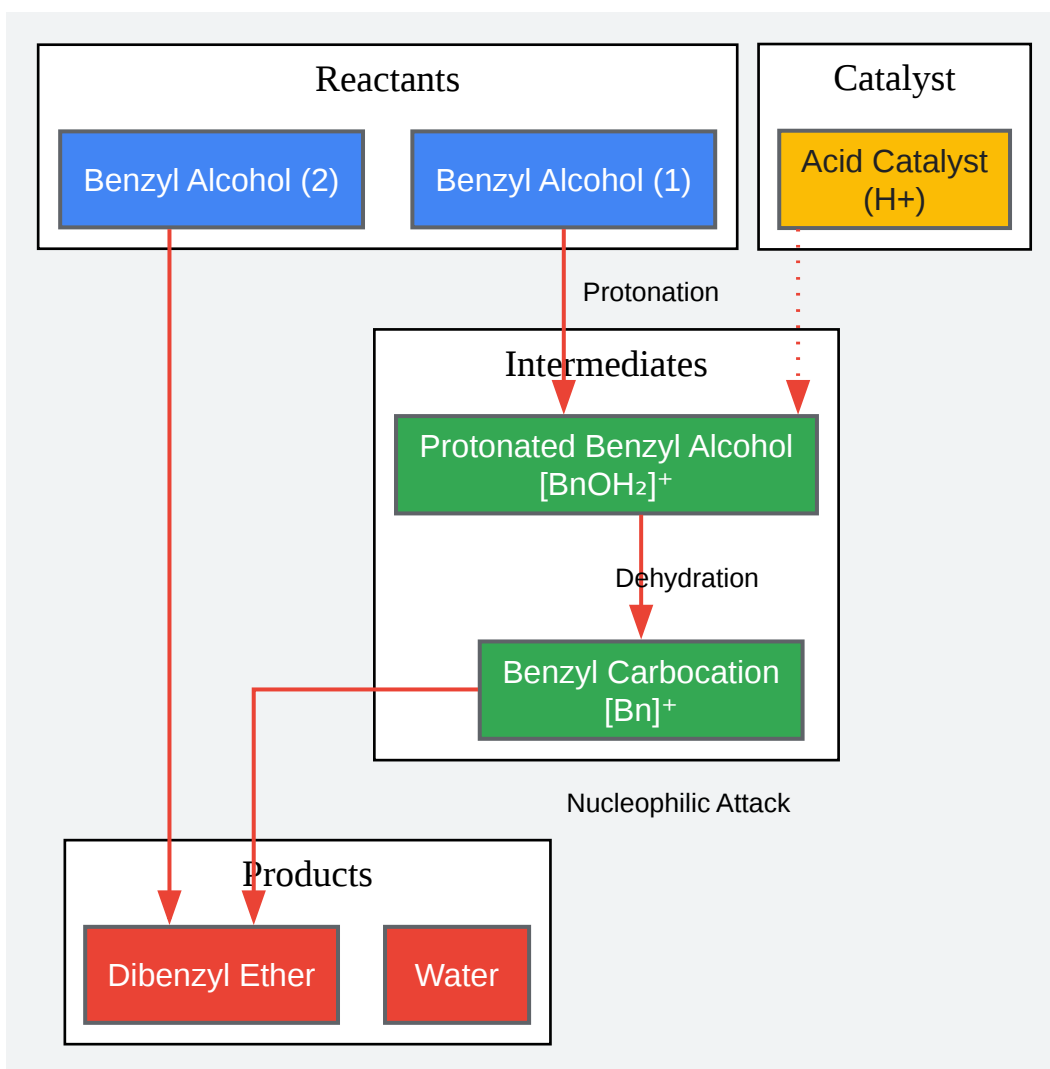 Reactants
Catalyst
Benzyl Alcohol (2)
Benzyl Alcohol (1)
Acid Catalyst
(H+)
Protonation
Intermediates
Protonated Benzyl Alcohol
[BnOH₂]⁺
Dehydration
Benzyl Carbocation
[Bn]⁺
Nucleophilic Attack
Products
Dibenzyl Ether
Water